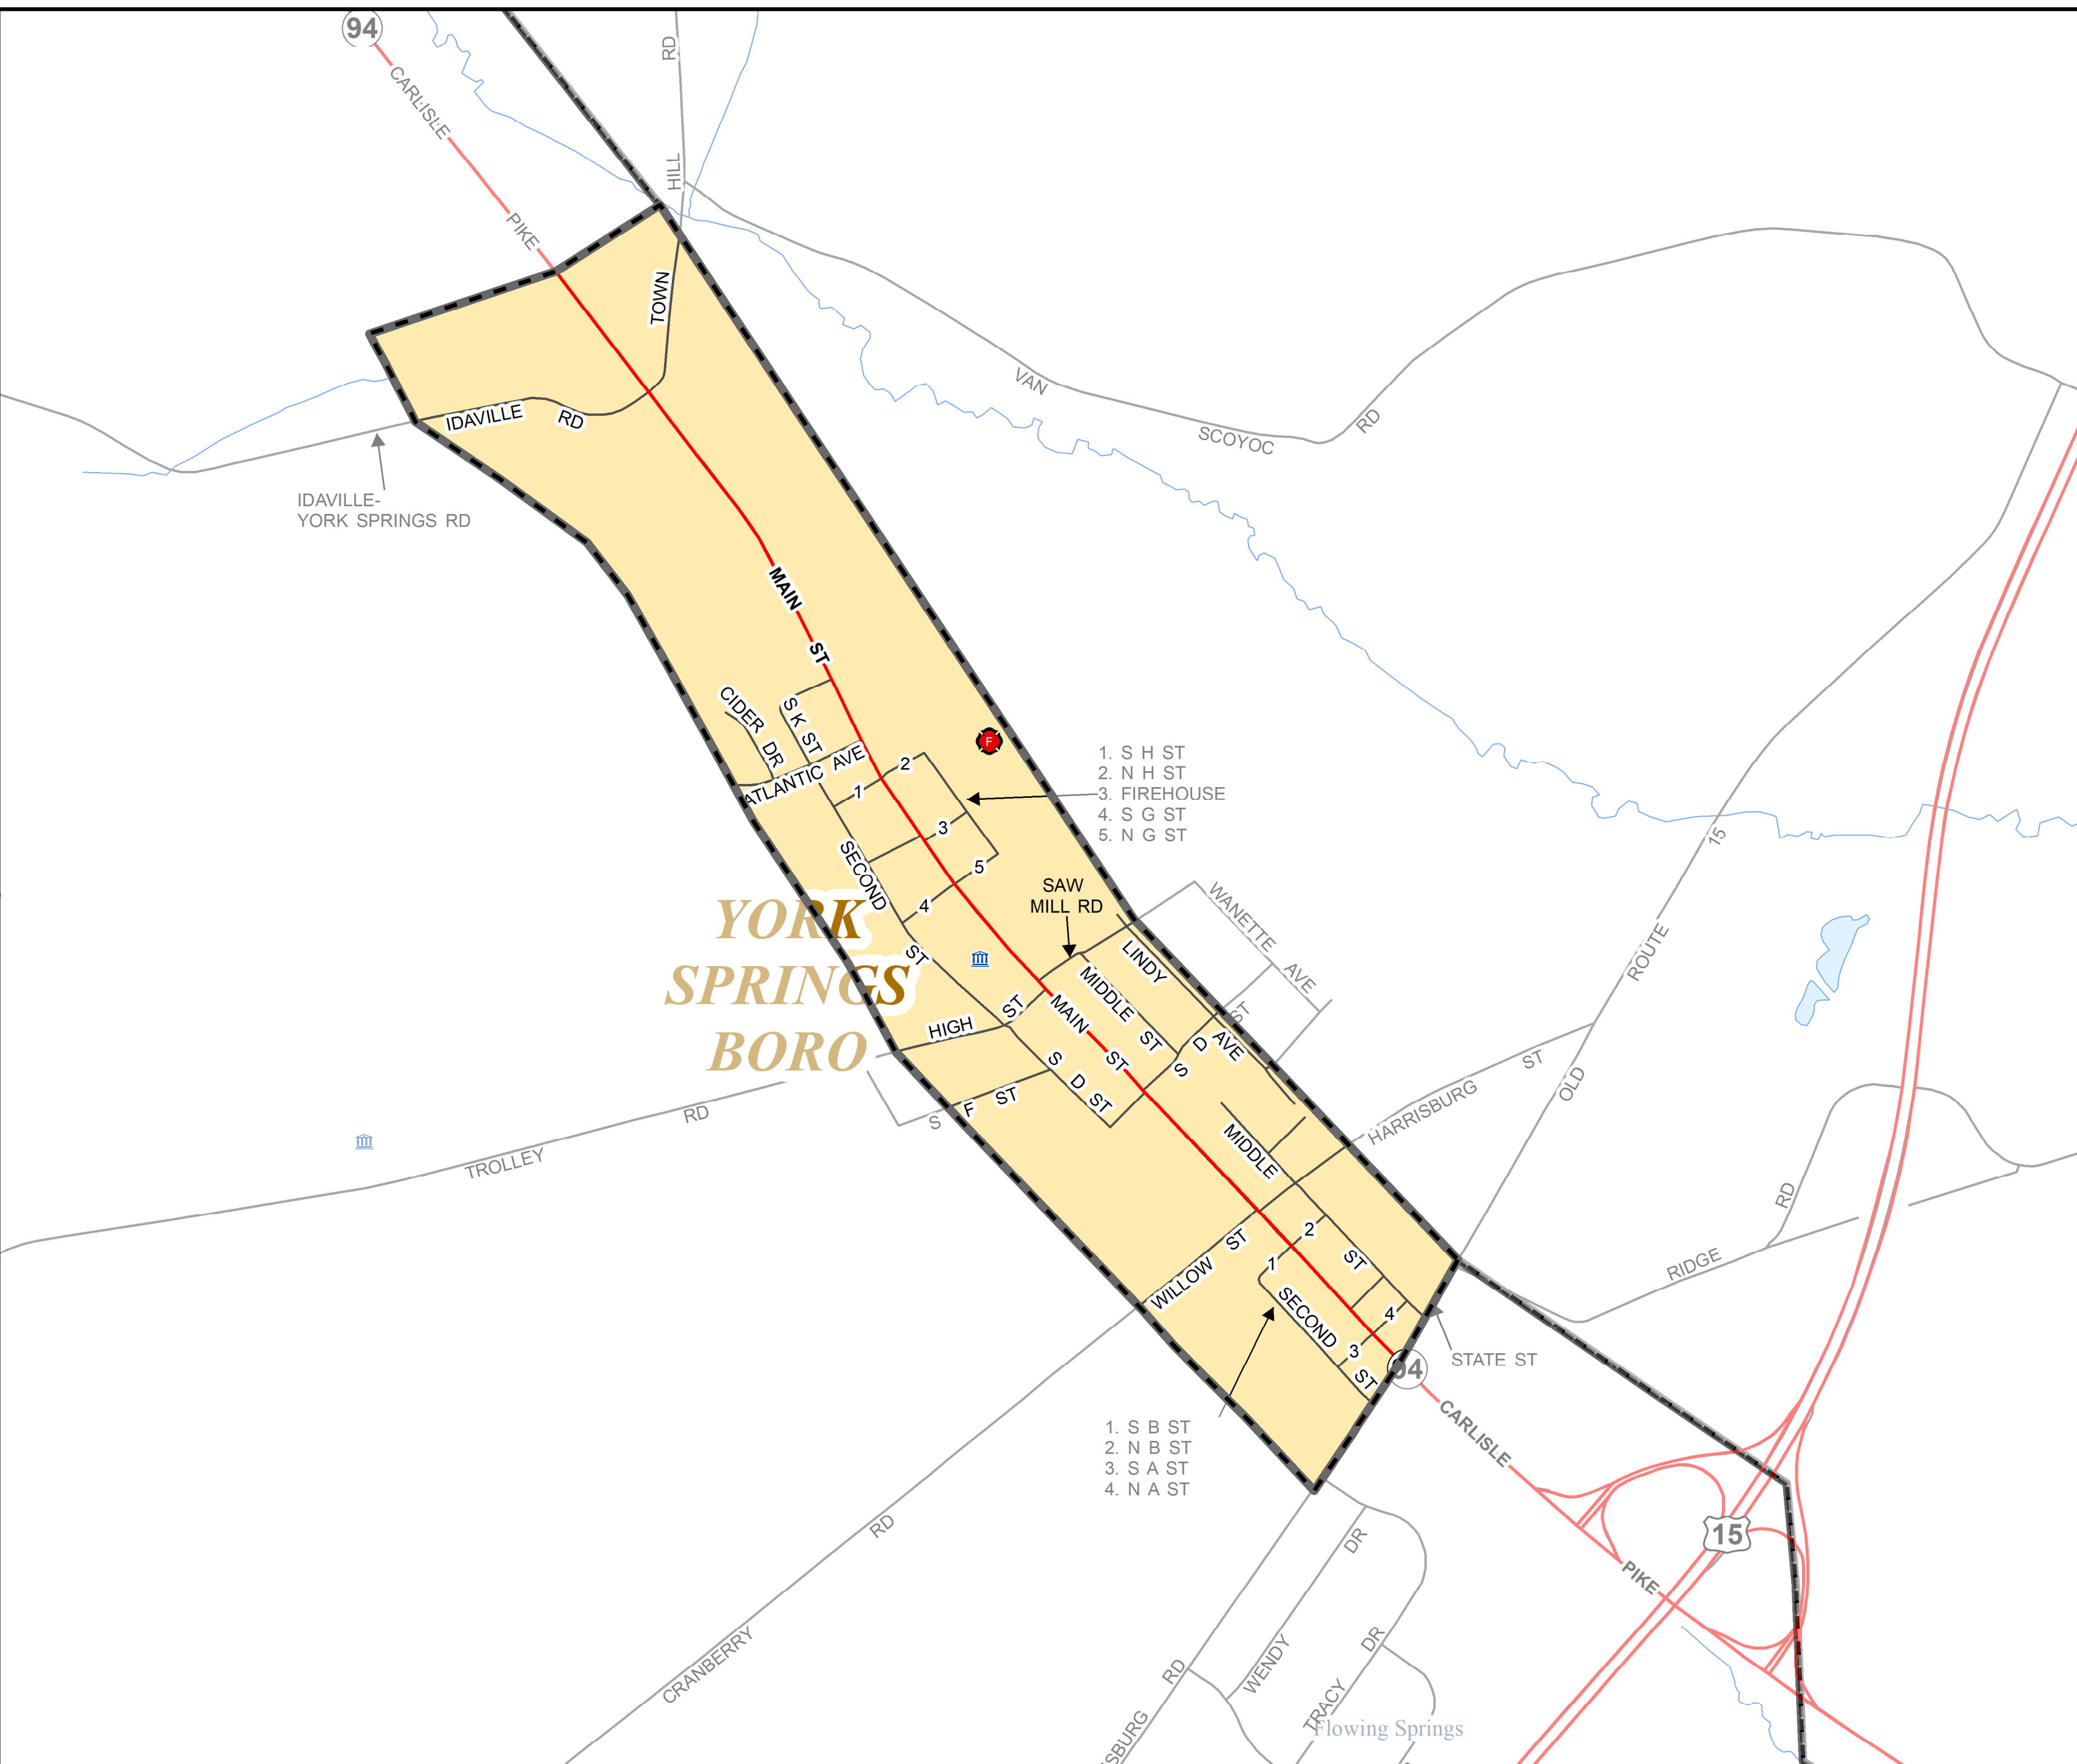 94
CARLISLE
PIKE
RD
HILL
TOWN
IDAVILLE
RD
IDAVILLE-
YORK SPRINGS RD
VAN
SCOYOC
RD
MAIN
ST
CIDER
DR
S K ST
ATLANTIC AVE
F
1
2
3
4
5
1. S H ST
2. N H ST
3. FIREHOUSE
4. S G ST
5. N G ST
SECOND
ST
YORK
SPRINGS
BORO
SAW
MILL RD
LINDY
AVE
WANETTE
AVE
MIDDLE
ST
MAIN
ST
S D ST
HIGH
ST
S D ST
S F ST
TROLLEY
RD
HARRISBURG
ST
OLD
ROUTE
15
RIDGE
RD
MIDDLE
ST
WILLOW
ST
1
2
3
4
SECOND
ST
94
STATE ST
1. S B ST
2. N B ST
3. S A ST
4. N A ST
CARLISLE
PIKE
15
CRANBERRY
RD
WENDY
DR
TRACY
DR
SBURG
RD
Flowing Springs